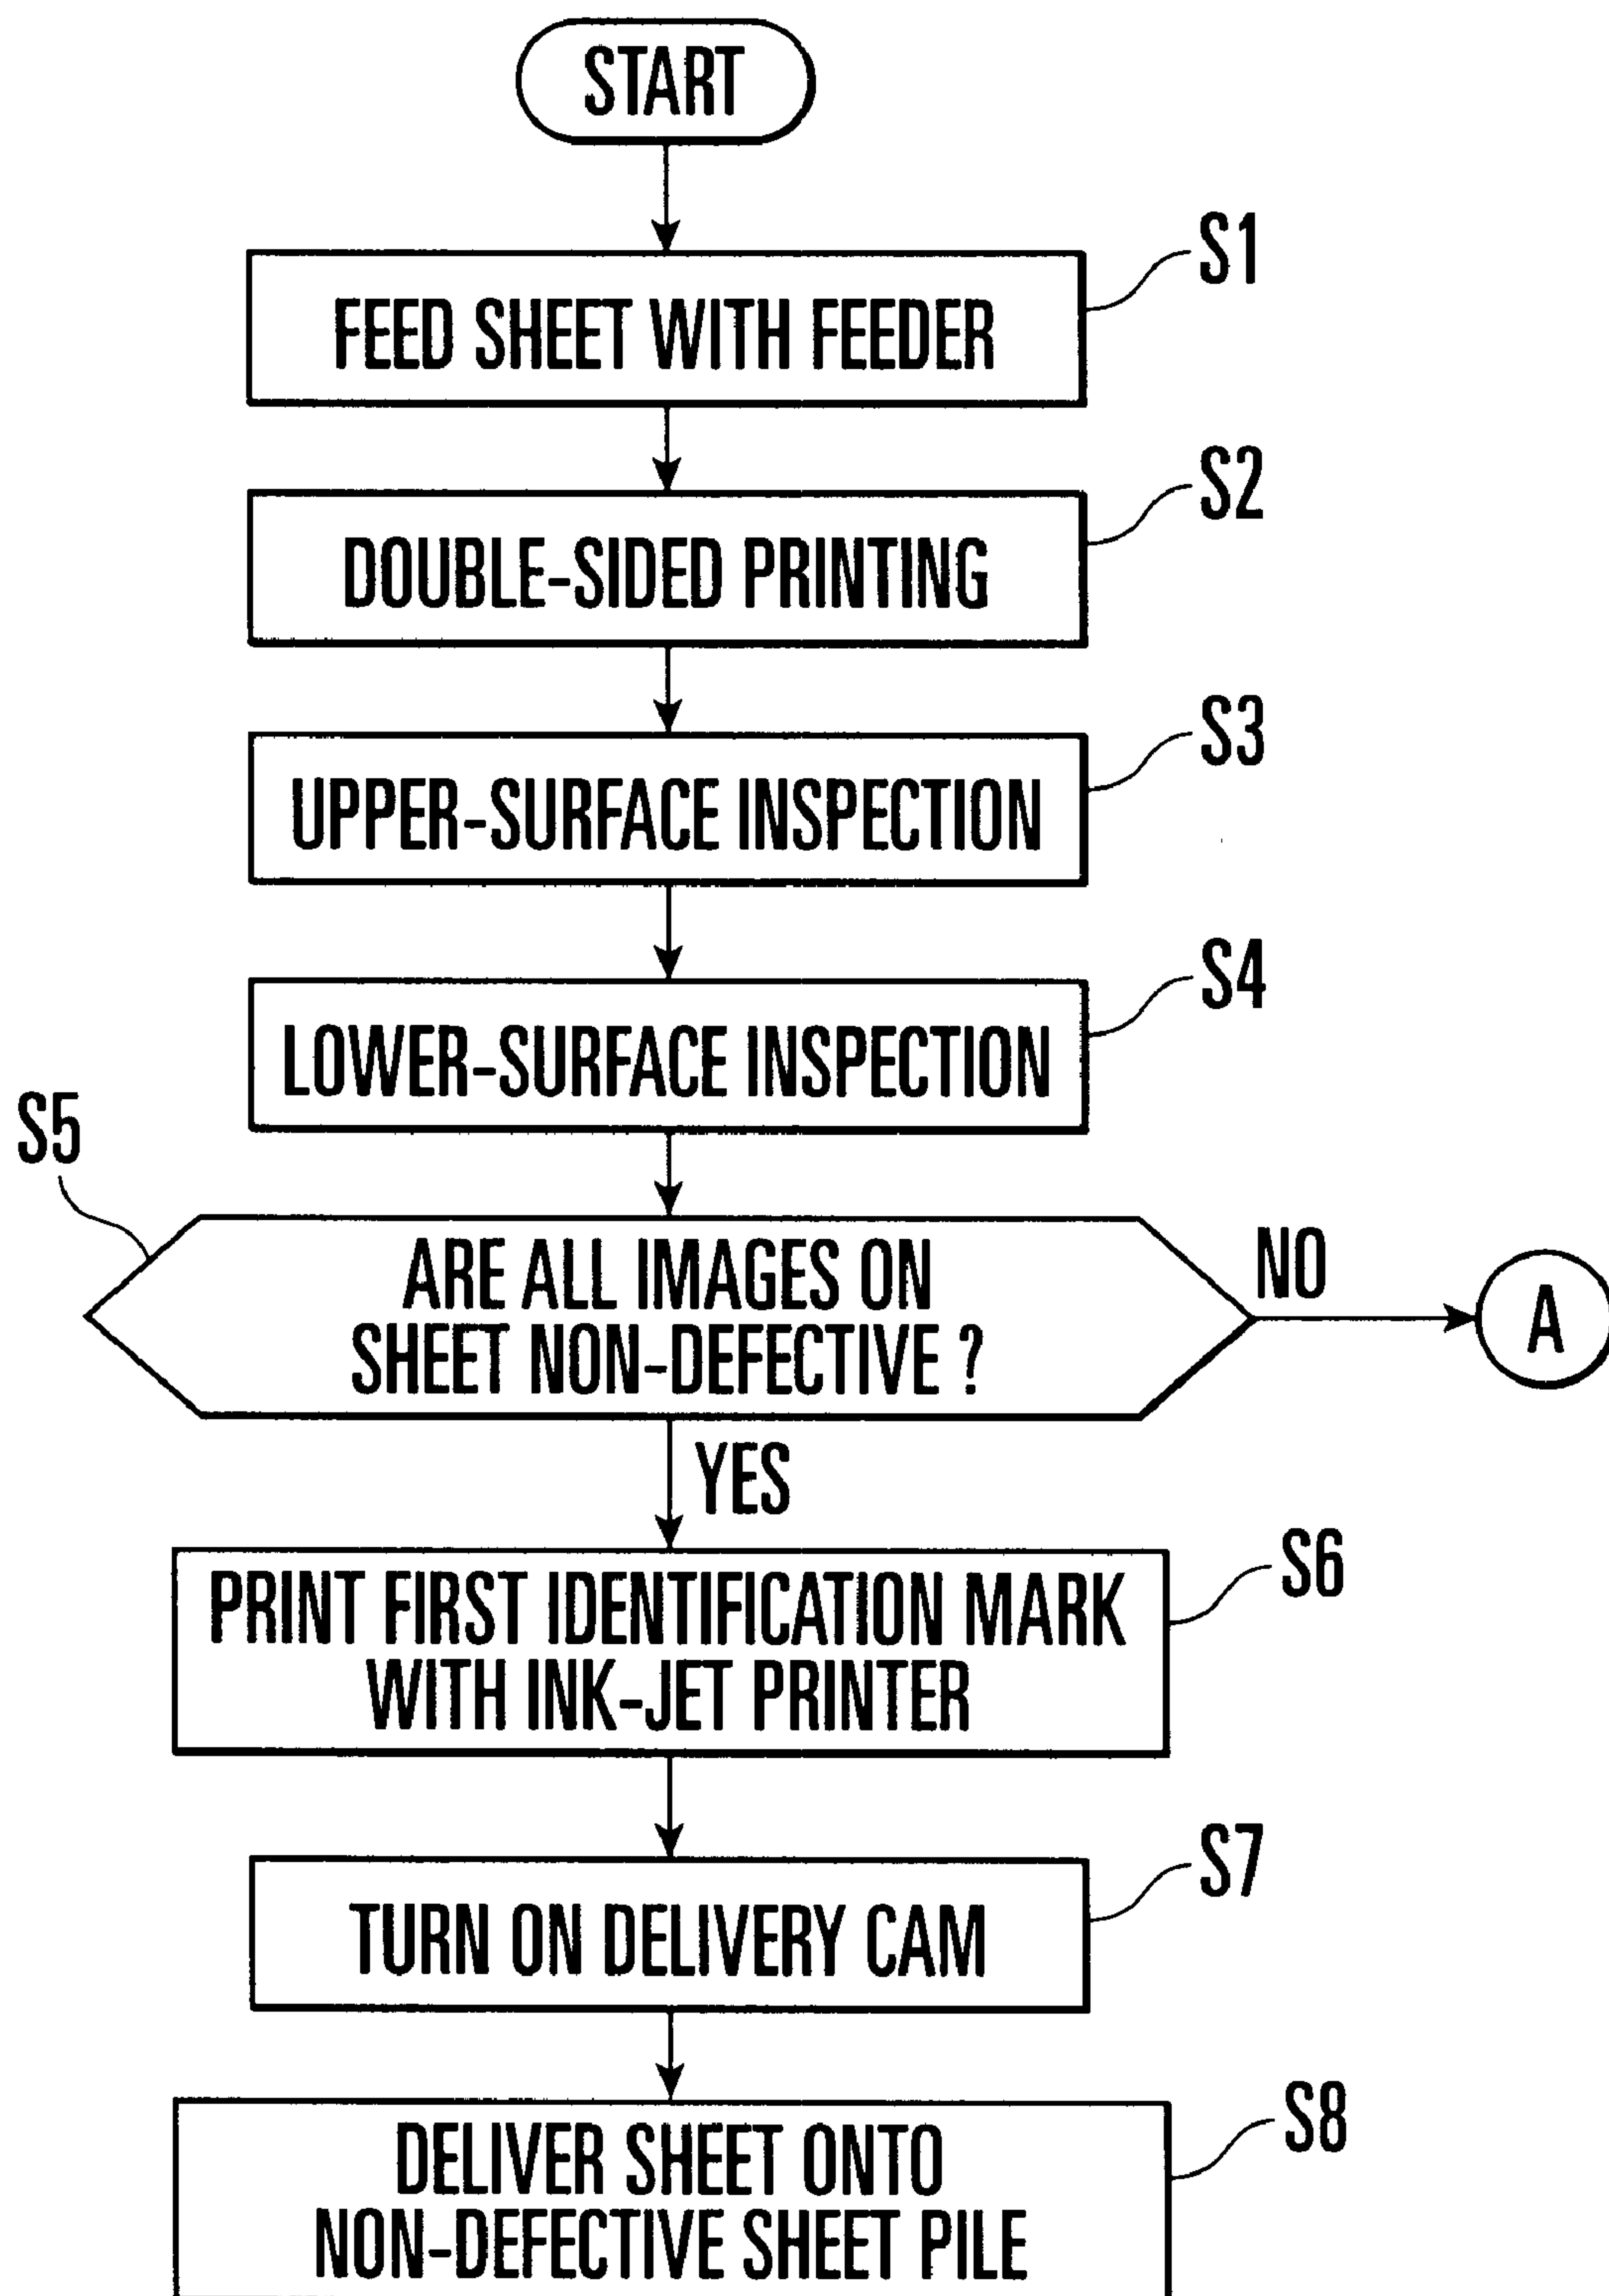 START
S1
FEED SHEET WITH FEEDER
S2
DOUBLE-SIDED PRINTING
S3
UPPER-SURFACE INSPECTION
S4
LOWER-SURFACE INSPECTION
S5
ARE ALL IMAGES ON
SHEET NON-DEFECTIVE ?
NO
A
YES
S6
PRINT FIRST IDENTIFICATION MARK
WITH INK-JET PRINTER
S7
TURN ON DELIVERY CAM
S8
DELIVER SHEET ONTO
NON-DEFECTIVE SHEET PILE